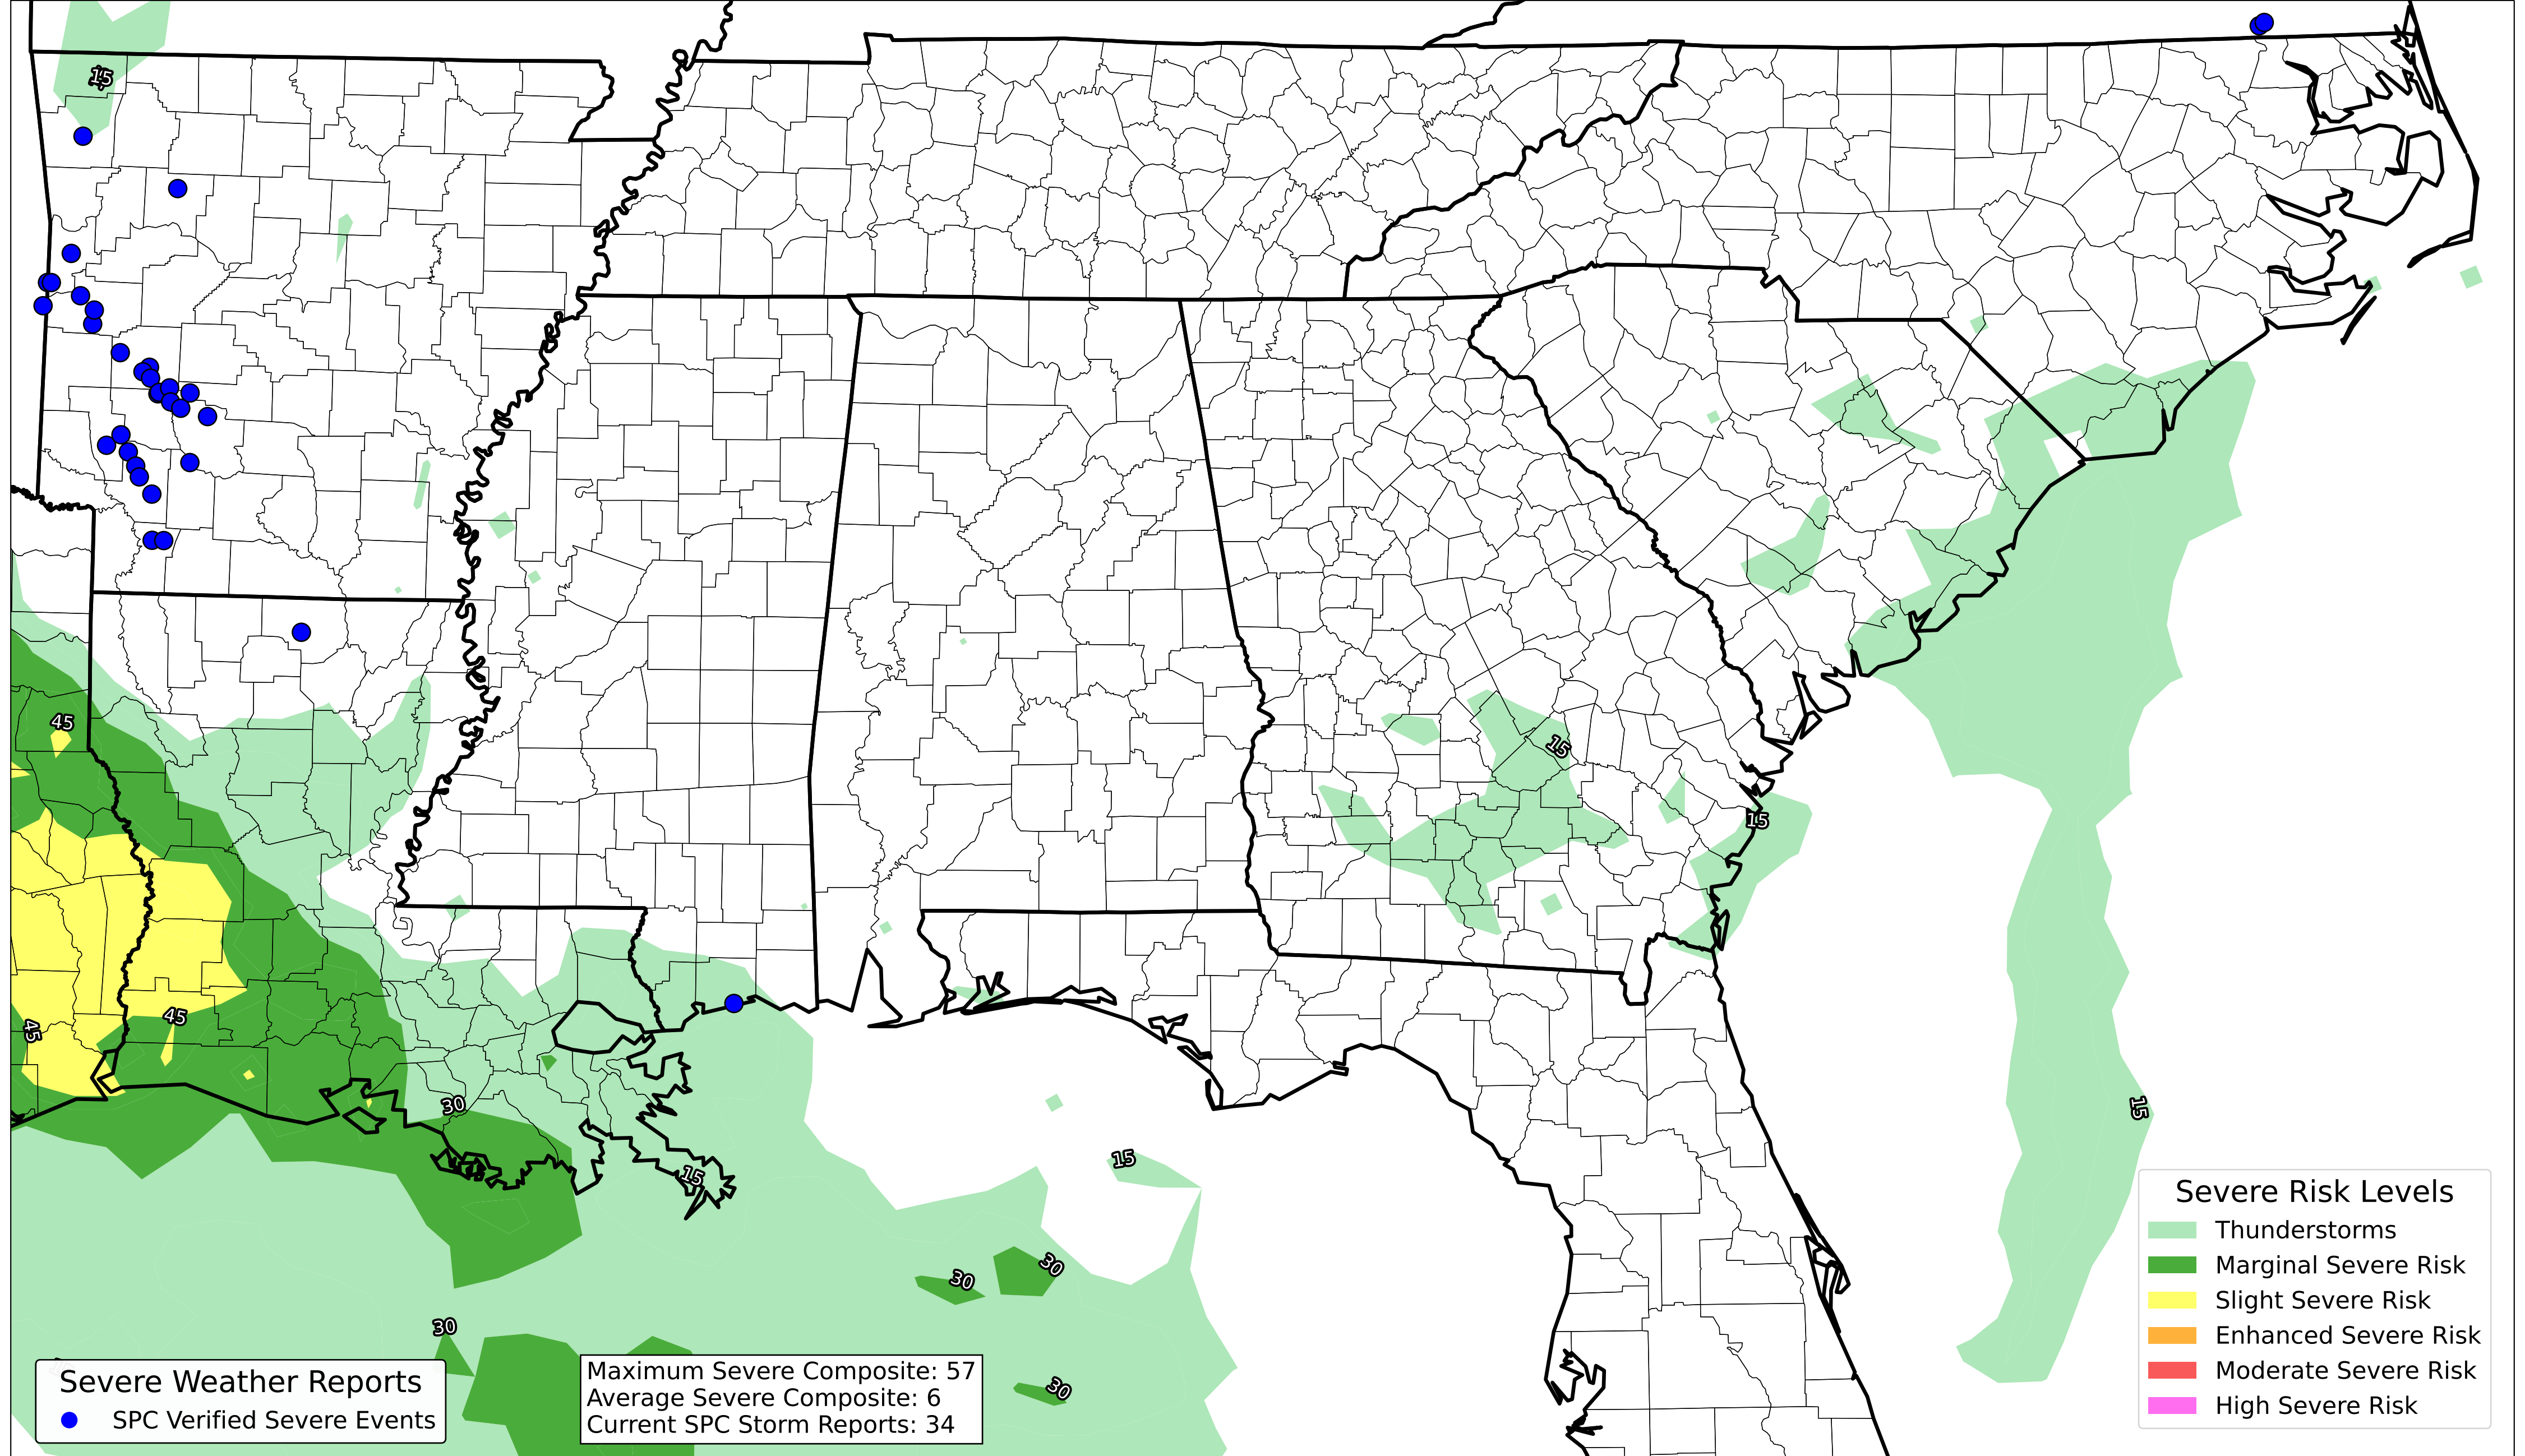 15
45
15
15
45
45
30
15
15
15
30
30
30
30
Severe Weather Reports
SPC Verified Severe Events
Maximum Severe Composite: 57
Average Severe Composite: 6
Current SPC Storm Reports: 34
Severe Risk Levels
Thunderstorms
Marginal Severe Risk
Slight Severe Risk
Enhanced Severe Risk
Moderate Severe Risk
High Severe Risk